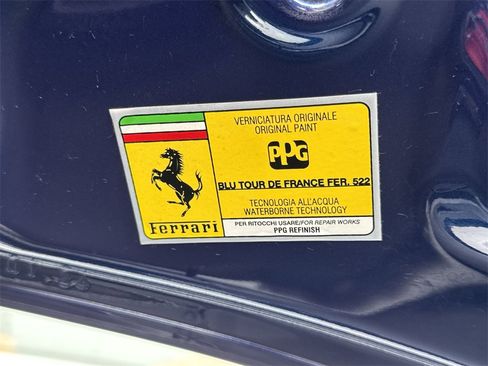 VERNICIATURA ORIGINALE
ORIGINAL PAINT
PPG
BLU TOUR DE FRANCE FER. 522
TECNOLOGIA ALL'ACQUA
WATERBORNE TECHNOLOGY
PER RITOCCHI USARE/FOR REPAIR WORKS
PPG REFINISH
Ferrari